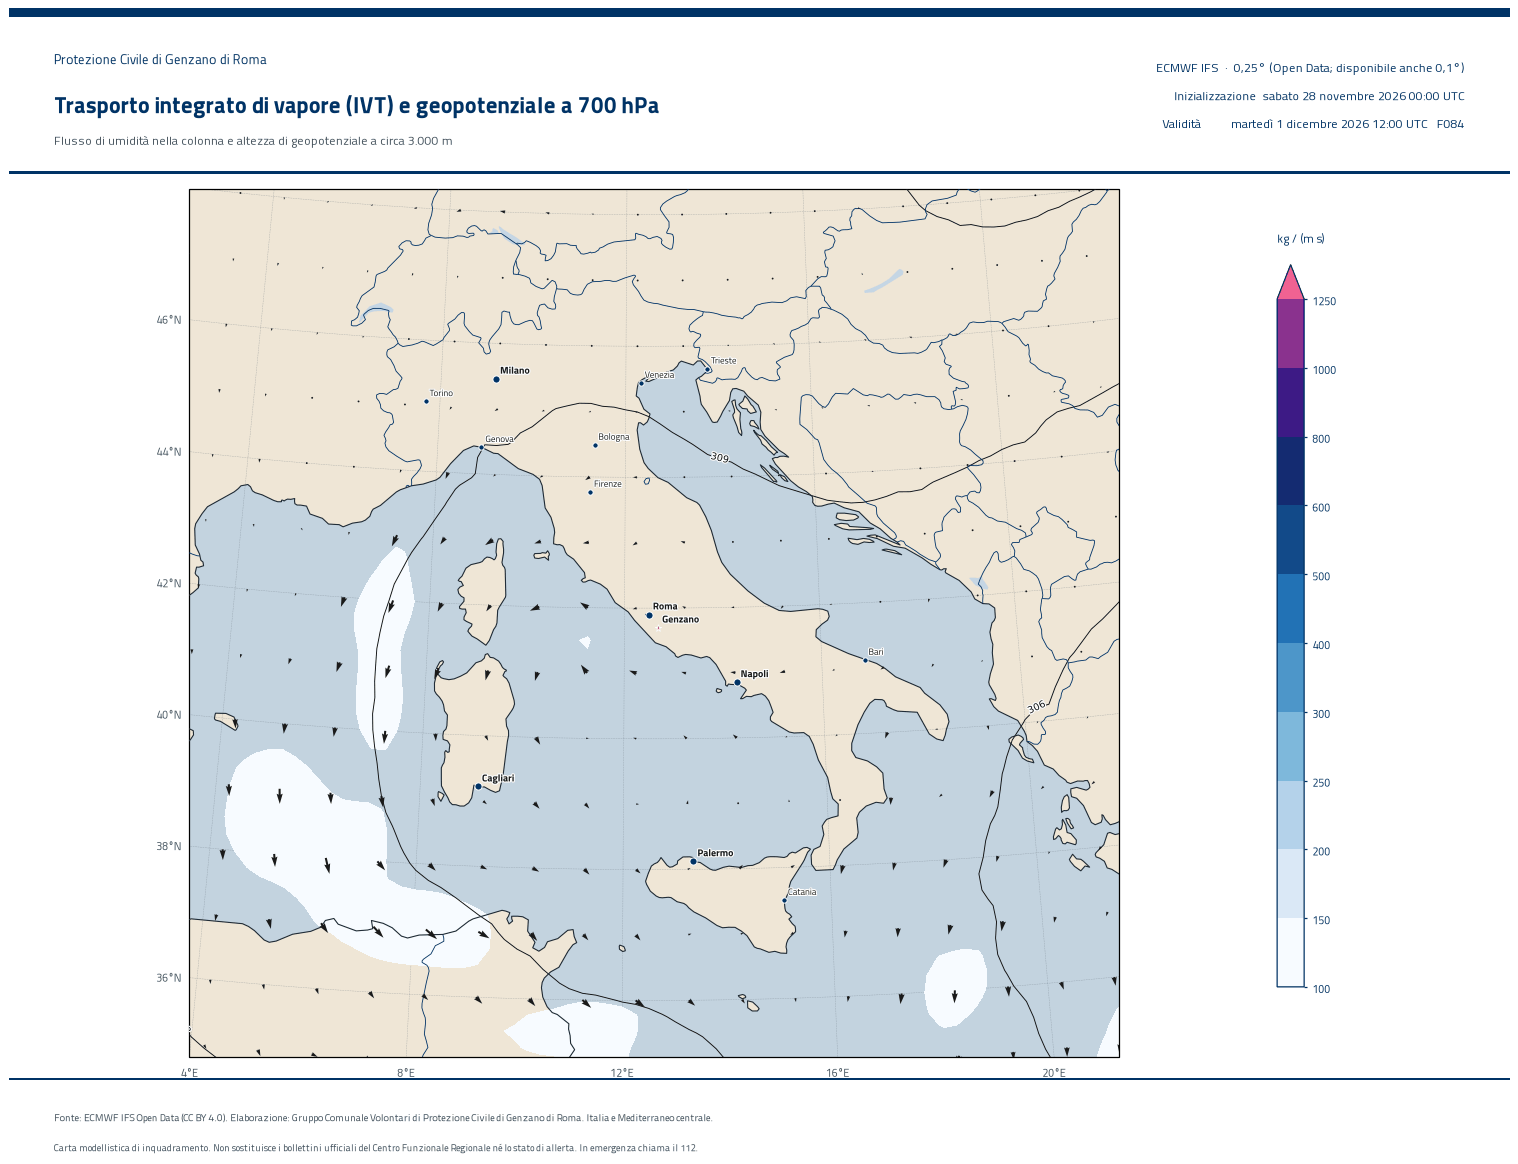 Protezione Civile di Genzano di Roma
Trasporto integrato di vapore (IVT) e geopotenziale a 700 hPa
Flusso di umidità nella colonna e altezza di geopotenziale a circa 3.000 m
ECMWF IFS · 0,25° (Open Data; disponibile anche 0,1°)
Inizializzazione sabato 28 novembre 2026 00:00 UTC
Validità martedì 1 dicembre 2026 12:00 UTC F084
kg / (m s)
1250
1000
800
600
500
400
300
250
200
150
100
46°N
44°N
42°N
40°N
38°N
36°N
4°E
8°E
12°E
16°E
20°E
Milano
Torino
Venezia
Trieste
Genova
Bologna
Firenze
309
Roma
Genzano
Bari
Napoli
306
Cagliari
Palermo
Catania
Fonte: ECMWF IFS Open Data (CC BY 4.0). Elaborazione: Gruppo Comunale Volontari di Protezione Civile di Genzano di Roma. Italia e Mediterraneo centrale.
Carta modellistica di inquadramento. Non sostituisce i bollettini ufficiali del Centro Funzionale Regionale né lo stato di allerta. In emergenza chiama il 112.